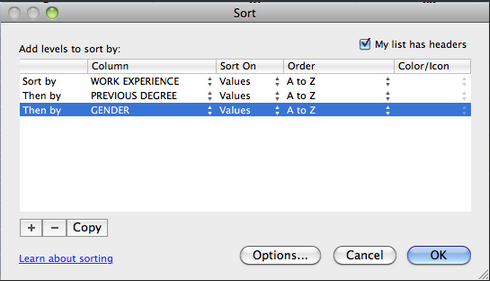 Sort
Add levels to sort by:
My list has headers
Column Sort On Order Color/Icon
Sort by WORK EXPERIENCE Values A to Z
Then by PREVIOUS DEGREE Values A to Z
Then by GENDER Values A to Z
+ − Copy
Learn about sorting
Options... Cancel OK